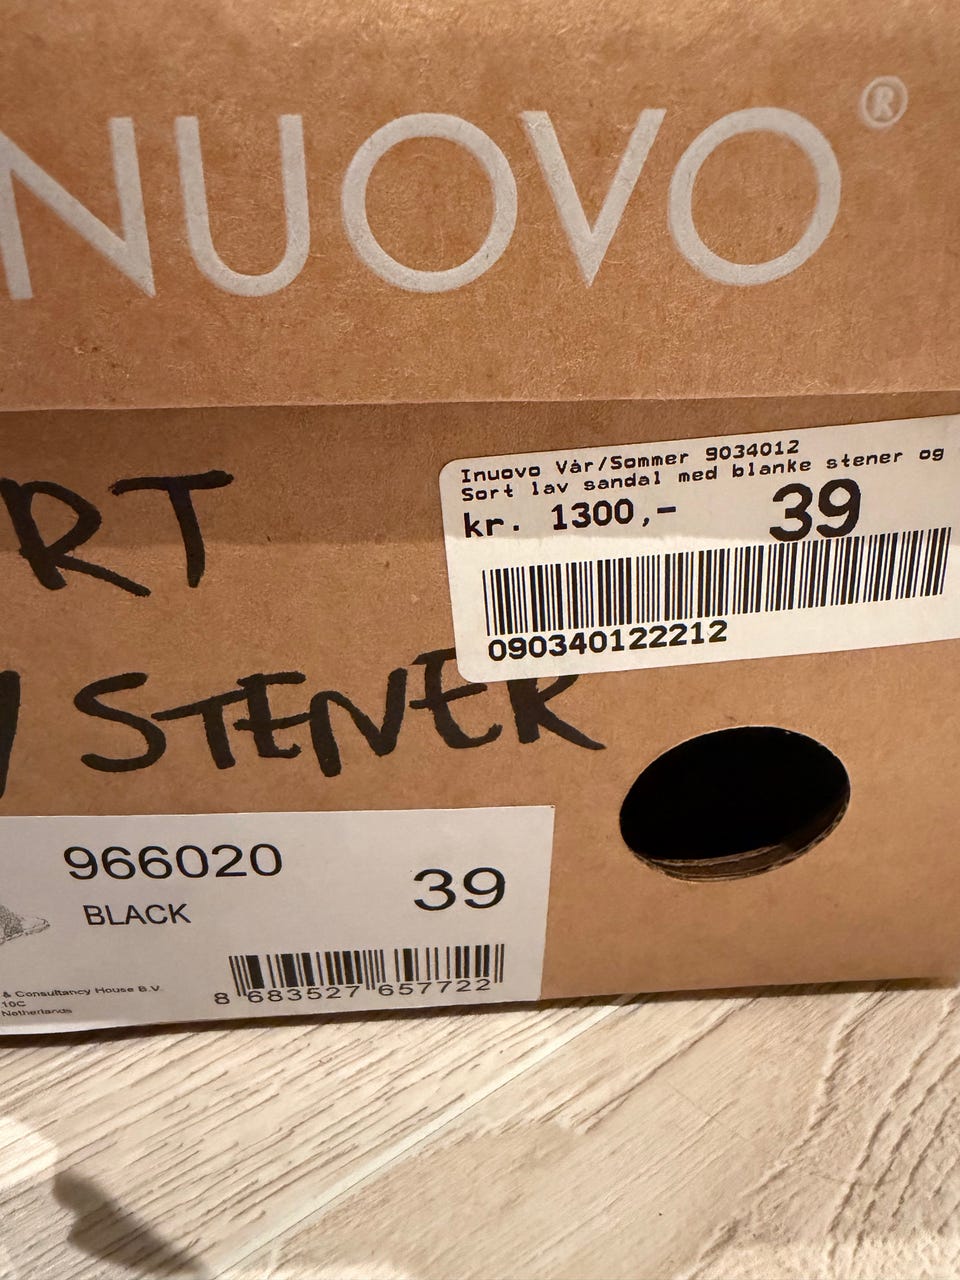 NUOVO®
Inuovo Vår/Sommer 9034012
Sort lav sandal med blanke stener og
kr. 1300,- 39
090340122212
RT
STENER
966020
39
BLACK
& Consultancy House B.V.
10C
Netherlands
8 683527 657722